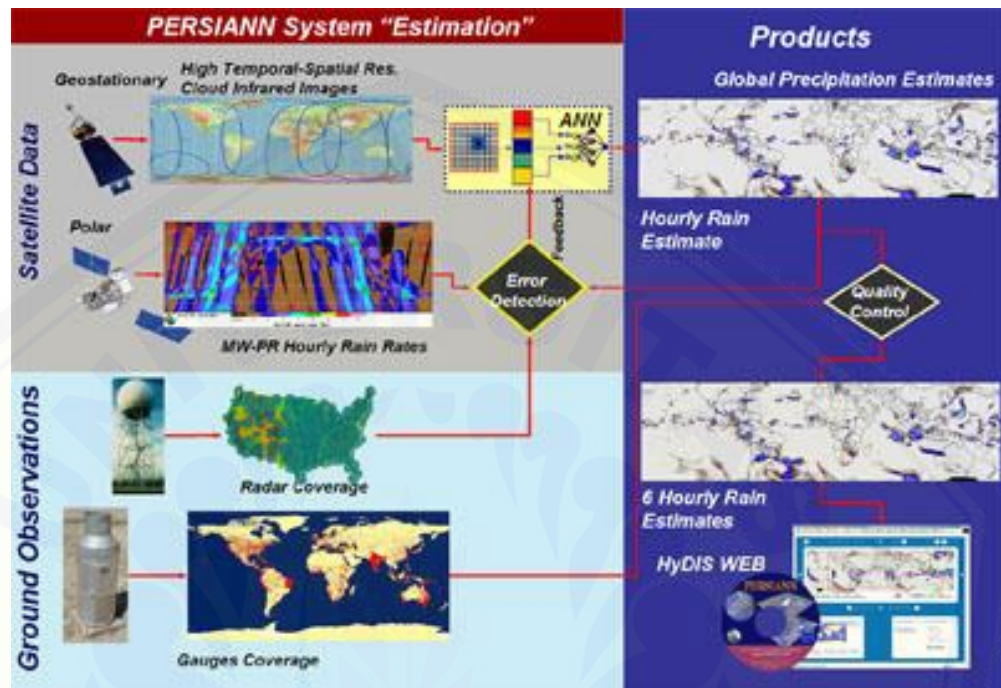 PERSIANN System "Estimation"
Products
Satellite Data
Geostationary
High Temporal-Spatial Res.
Cloud Infrared Images
ANN
Global Precipitation Estimates
Feedback
Polar
MW-PR Hourly Rain Rates
Error
Detection
Hourly Rain
Estimate
Quality
Control
Ground Observations
Radar Coverage
Gauges Coverage
6 Hourly Rain
Estimates
HyDIS WEB
PERSIANN